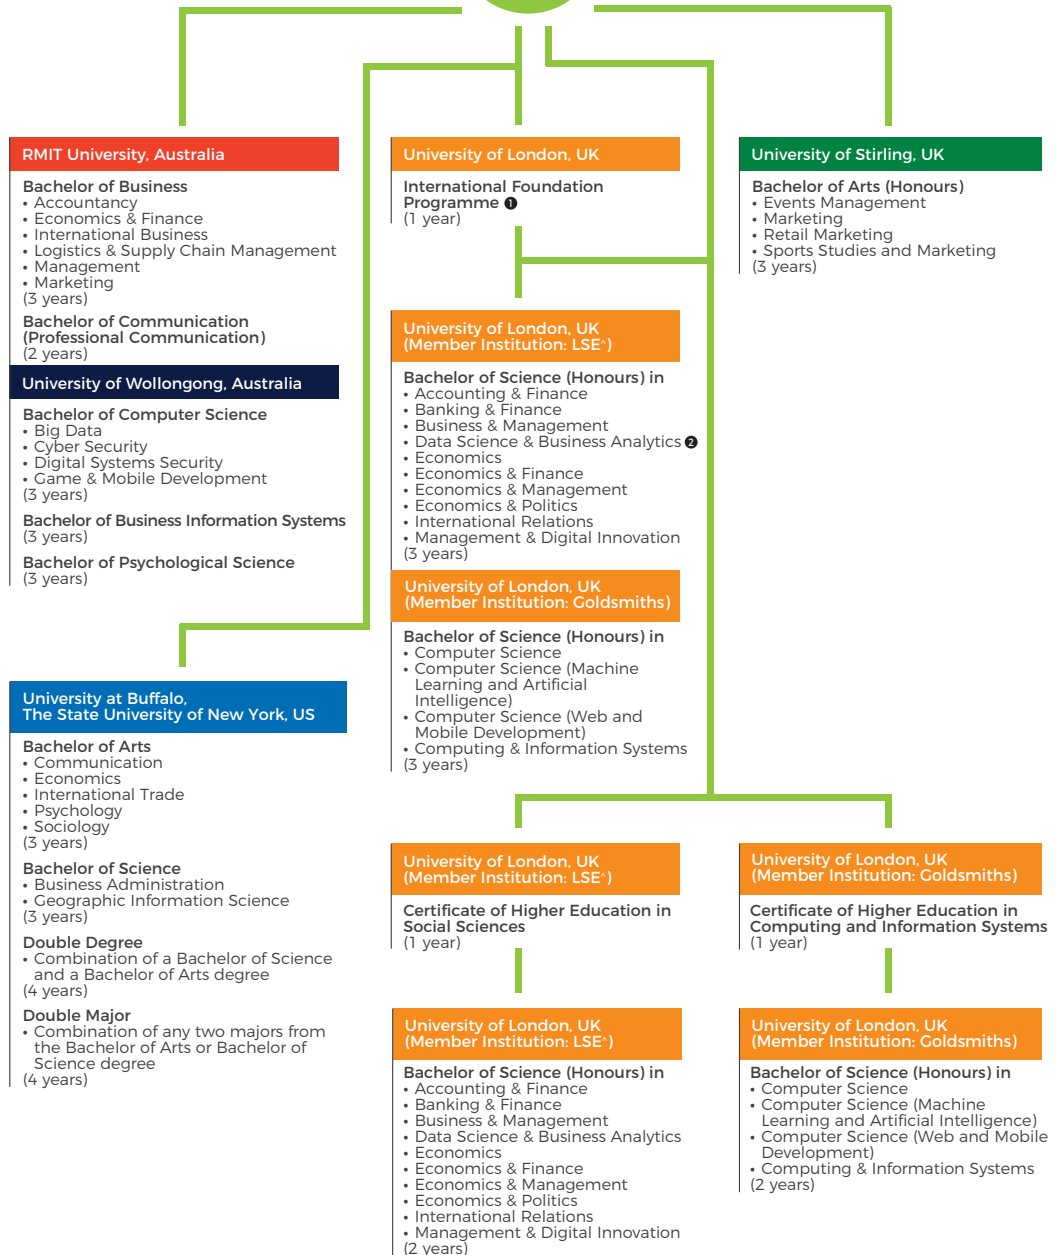 RMIT University, Australia
Bachelor of Business
• Accountancy
• Economics & Finance
• International Business
• Logistics & Supply Chain Management
• Management
• Marketing
(3 years)
Bachelor of Communication
(Professional Communication)
(2 years)
University of Wollongong, Australia
Bachelor of Computer Science
• Big Data
• Cyber Security
• Digital Systems Security
• Game & Mobile Development
(3 years)
Bachelor of Business Information Systems
(3 years)
Bachelor of Psychological Science
(3 years)
University at Buffalo,
The State University of New York, US
Bachelor of Arts
• Communication
• Economics
• International Trade
• Psychology
• Sociology
(3 years)
Bachelor of Science
• Business Administration
• Geographic Information Science
(3 years)
Double Degree
• Combination of a Bachelor of Science
and a Bachelor of Arts degree
(4 years)
Double Major
• Combination of any two majors from
the Bachelor of Arts or Bachelor of
Science degree
(4 years)
University of London, UK
International Foundation
Programme ❶
(1 year)
University of London, UK
(Member Institution: LSE^)
Bachelor of Science (Honours) in
• Accounting & Finance
• Banking & Finance
• Business & Management
• Data Science & Business Analytics ❷
• Economics
• Economics & Finance
• Economics & Management
• Economics & Politics
• International Relations
• Management & Digital Innovation
(3 years)
University of London, UK
(Member Institution: Goldsmiths)
Bachelor of Science (Honours) in
• Computer Science
• Computer Science (Machine
Learning and Artificial
Intelligence)
• Computer Science (Web and
Mobile Development)
• Computing & Information Systems
(3 years)
University of Stirling, UK
Bachelor of Arts (Honours)
• Events Management
• Marketing
• Retail Marketing
• Sports Studies and Marketing
(3 years)
University of London, UK
(Member Institution: LSE^)
Certificate of Higher Education in
Social Sciences
(1 year)
University of London, UK
(Member Institution: LSE^)
Bachelor of Science (Honours) in
• Accounting & Finance
• Banking & Finance
• Business & Management
• Data Science & Business Analytics
• Economics
• Economics & Finance
• Economics & Management
• Economics & Politics
• International Relations
• Management & Digital Innovation
(2 years)
University of London, UK
(Member Institution: Goldsmiths)
Certificate of Higher Education in
Computing and Information Systems
(1 year)
University of London, UK
(Member Institution: Goldsmiths)
Bachelor of Science (Honours) in
• Computer Science
• Computer Science (Machine
Learning and Artificial Intelligence)
• Computer Science (Web and Mobile
Development)
• Computing & Information Systems
(2 years)